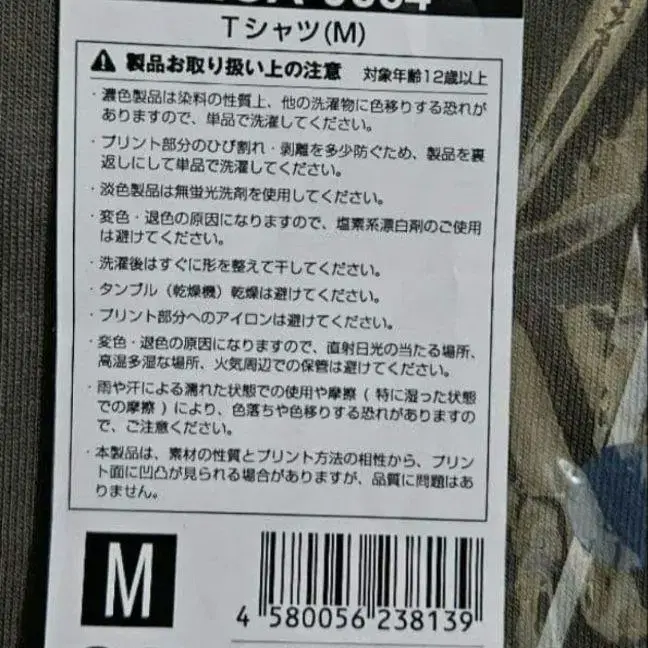 Tシャツ(M)
製品お取り扱い上の注意 対象年齢12歳以上
・濃色製品は染料の性質上、他の洗濯物に色移りする恐れが
ありますので、単品で洗濯してください。
・プリント部分のひび割れ・剥離を多少防ぐため、製品を裏
返しにして単品で洗濯してください。
・淡色製品は無蛍光洗剤を使用してください。
・変色・退色の原因になりますので、塩素系漂白剤のご使用
は避けてください。
・洗濯後はすぐに形を整えて干してください。
・タンブル（乾燥機）乾燥は避けてください。
・プリント部分へのアイロンは避けてください。
・変色・退色の原因になりますので、直射日光の当たる場所、
高温多湿な場所、火気周辺での保管は避けてください。
・雨や汗による濡れた状態での使用や摩擦（特に湿った状態
での摩擦）により、色落ちや色移りする恐れがありますの
で、ご注意ください。
・本製品は、素材の性質とプリント方法の相性から、プリン
ト面に凹凸が見られる場合がありますが、品質に問題はあ
りません。
M
4 580056 238139